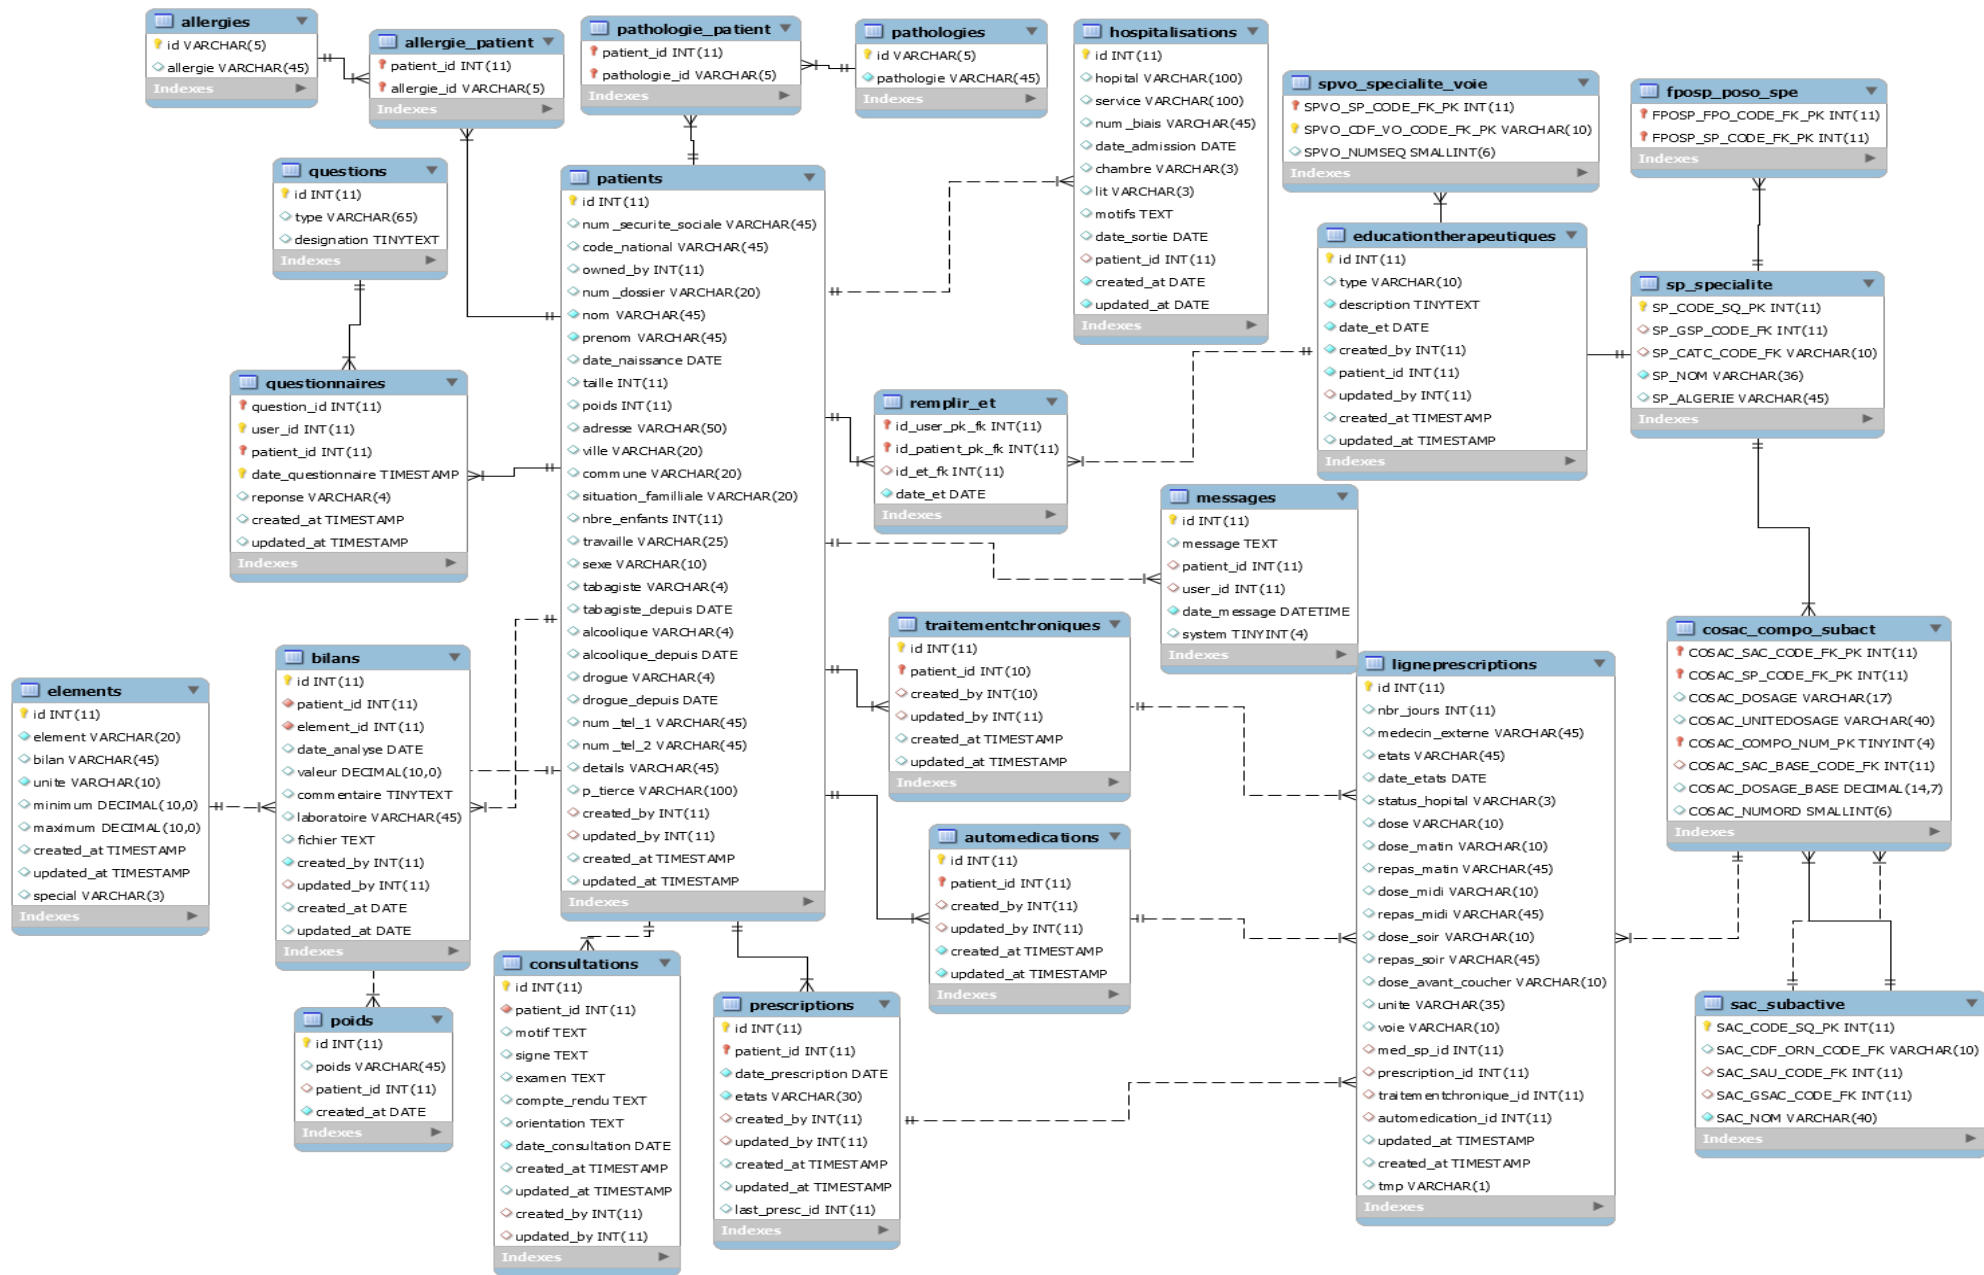 allergies
id VARCHAR(5)
allergie VARCHAR(45)
Indexes
allergie_patient
patient_id INT(11)
allergie_id VARCHAR(5)
Indexes
pathologie_patient
patient_id INT(11)
pathologie_id VARCHAR(5)
Indexes
pathologies
id VARCHAR(5)
pathologie VARCHAR(45)
Indexes
hospitalisations
id INT(11)
hopital VARCHAR(100)
service VARCHAR(100)
num_biais VARCHAR(45)
date_admission DATE
chambre VARCHAR(3)
lit VARCHAR(3)
motifs TEXT
date_sortie DATE
patient_id INT(11)
created_at DATE
updated_at DATE
Indexes
spvo_specialite_voie
SPVO_SP_CODE_FK_PK INT(11)
SPVO_CDF_VO_CODE_FK_PK VARCHAR(10)
SPVO_NUMSEQ SMALLINT(6)
Indexes
fposp_poso_spe
FPOSP_FPO_CODE_FK_PK INT(11)
FPOSP_SP_CODE_FK_PK INT(11)
Indexes
questions
id INT(11)
type VARCHAR(65)
designation TINYTEXT
Indexes
patients
id INT(11)
num_securite_sociale VARCHAR(45)
code_national VARCHAR(45)
owned_by INT(11)
num_dossier VARCHAR(20)
nom VARCHAR(45)
prenom VARCHAR(45)
date_naissance DATE
taille INT(11)
poids INT(11)
adresse VARCHAR(50)
ville VARCHAR(20)
commune VARCHAR(20)
situation_familliale VARCHAR(20)
nbre_enfants INT(11)
travaille VARCHAR(25)
sexe VARCHAR(10)
tabagiste VARCHAR(4)
tabagiste_depuis DATE
alcoolique VARCHAR(4)
alcoolique_depuis DATE
drogue VARCHAR(4)
drogue_depuis DATE
num_tel_1 VARCHAR(45)
num_tel_2 VARCHAR(45)
details VARCHAR(45)
p_tierce VARCHAR(100)
created_by INT(11)
updated_by INT(11)
created_at TIMESTAMP
updated_at TIMESTAMP
Indexes
educationtherapeutiques
id INT(11)
type VARCHAR(10)
description TINYTEXT
date_et DATE
created_by INT(11)
patient_id INT(11)
updated_by INT(11)
created_at TIMESTAMP
updated_at TIMESTAMP
Indexes
sp_specialite
SP_CODE_SQ_PK INT(11)
SP_GSP_CODE_FK INT(11)
SP_CATC_CODE_FK VARCHAR(10)
SP_NOM VARCHAR(36)
SP_ALGERIE VARCHAR(45)
Indexes
questionnaires
question_id INT(11)
user_id INT(11)
patient_id INT(11)
date_questionnaire TIMESTAMP
reponse VARCHAR(4)
created_at TIMESTAMP
updated_at TIMESTAMP
Indexes
remplir_et
id_user_pk_fk INT(11)
id_patient_pk_fk INT(11)
id_et_fk INT(11)
date_et DATE
Indexes
messages
id INT(11)
message TEXT
patient_id INT(11)
user_id INT(11)
date_message DATETIME
system TINYINT(4)
Indexes
traitementchroniques
id INT(11)
patient_id INT(10)
created_by INT(10)
updated_by INT(11)
created_at TIMESTAMP
updated_at TIMESTAMP
Indexes
cosac_compo_subact
COSAC_SAC_CODE_FK_PK INT(11)
COSAC_SP_CODE_FK_PK INT(11)
COSAC_DOSAGE VARCHAR(17)
COSAC_UNITEDOSAGE VARCHAR(40)
COSAC_COMPO_NUM_PK TINYINT(4)
COSAC_SAC_BASE_CODE_FK INT(11)
COSAC_DOSAGE_BASE DECIMAL(14,7)
COSAC_NUMORD SMALLINT(6)
Indexes
bilans
id INT(11)
patient_id INT(11)
element_id INT(11)
date_analyse DATE
valeur DECIMAL(10,0)
commentaire TINYTEXT
laboratoire VARCHAR(45)
fichier TEXT
created_by INT(11)
updated_by INT(11)
created_at DATE
updated_at DATE
Indexes
elements
id INT(11)
element VARCHAR(20)
bilan VARCHAR(45)
unite VARCHAR(10)
minimum DECIMAL(10,0)
maximum DECIMAL(10,0)
created_at TIMESTAMP
updated_at TIMESTAMP
special VARCHAR(3)
Indexes
ligneprescriptions
id INT(11)
nbr_jours INT(11)
medecin_externe VARCHAR(45)
etats VARCHAR(45)
date_etats DATE
status_hopital VARCHAR(3)
dose VARCHAR(10)
dose_matin VARCHAR(10)
repas_matin VARCHAR(45)
dose_midi VARCHAR(10)
repas_midi VARCHAR(45)
dose_soir VARCHAR(10)
repas_soir VARCHAR(45)
dose_avant_coucher VARCHAR(10)
unite VARCHAR(35)
voie VARCHAR(10)
med_sp_id INT(11)
prescription_id INT(11)
traitementchronique_id INT(11)
automedication_id INT(11)
updated_at TIMESTAMP
created_at TIMESTAMP
tmp VARCHAR(1)
Indexes
automedications
id INT(11)
patient_id INT(11)
created_by INT(11)
updated_by INT(11)
created_at TIMESTAMP
updated_at TIMESTAMP
Indexes
consultations
id INT(11)
patient_id INT(11)
motif TEXT
signe TEXT
examen TEXT
compte_rendu TEXT
orientation TEXT
date_consultation DATE
created_at TIMESTAMP
updated_at TIMESTAMP
created_by INT(11)
updated_by INT(11)
Indexes
prescriptions
id INT(11)
patient_id INT(11)
date_prescription DATE
etats VARCHAR(30)
created_by INT(11)
updated_by INT(11)
created_at TIMESTAMP
updated_at TIMESTAMP
last_presc_id INT(11)
Indexes
sac_subactive
SAC_CODE_SQ_PK INT(11)
SAC_CDF_ORN_CODE_FK VARCHAR(10)
SAC_SAU_CODE_FK INT(11)
SAC_GSAC_CODE_FK INT(11)
SAC_NOM VARCHAR(40)
Indexes
poids
id INT(11)
poids VARCHAR(45)
patient_id INT(11)
created_at DATE
Indexes